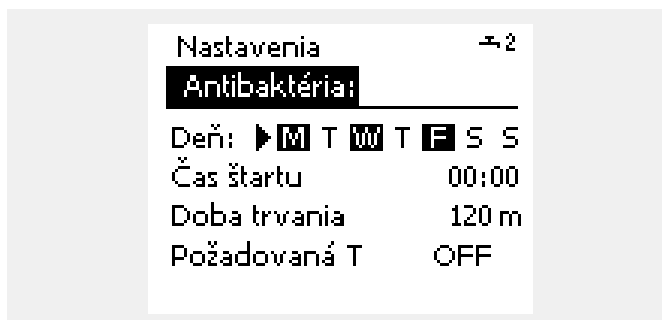 Nastavenia 2
Antibaktéria:
Deň: M T W T F S S
Čas štartu 00:00
Doba trvania 120 m
Požadovaná T OFF